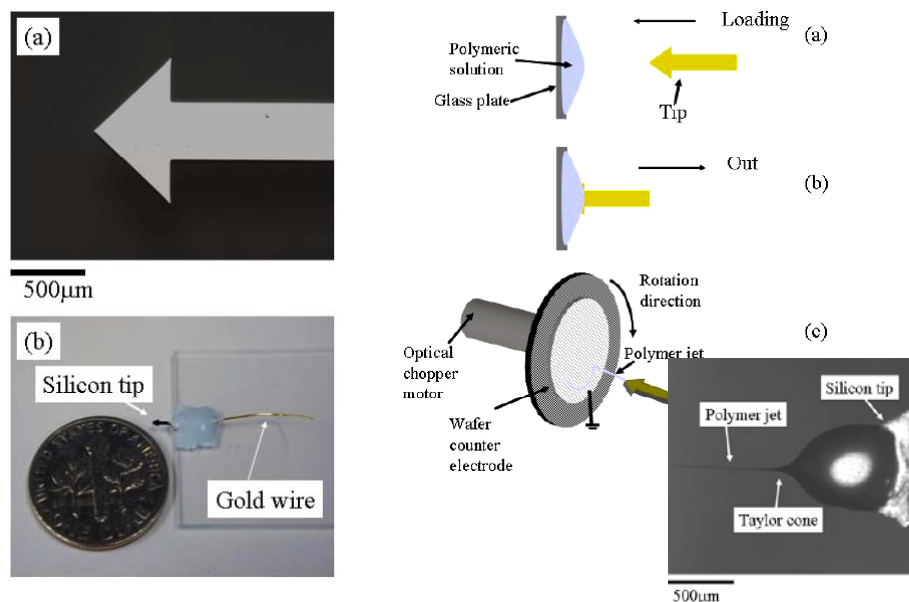 (a)
500μm
(b)
Silicon tip
Gold wire
Loading
(a)
Polymeric
solution
Glass plate
Tip
Out
(b)
Rotation
direction
(c)
Optical
chopper
motor
Polymer jet
Wafer
counter
electrode
Silicon tip
Polymer jet
Taylor cone
500μm